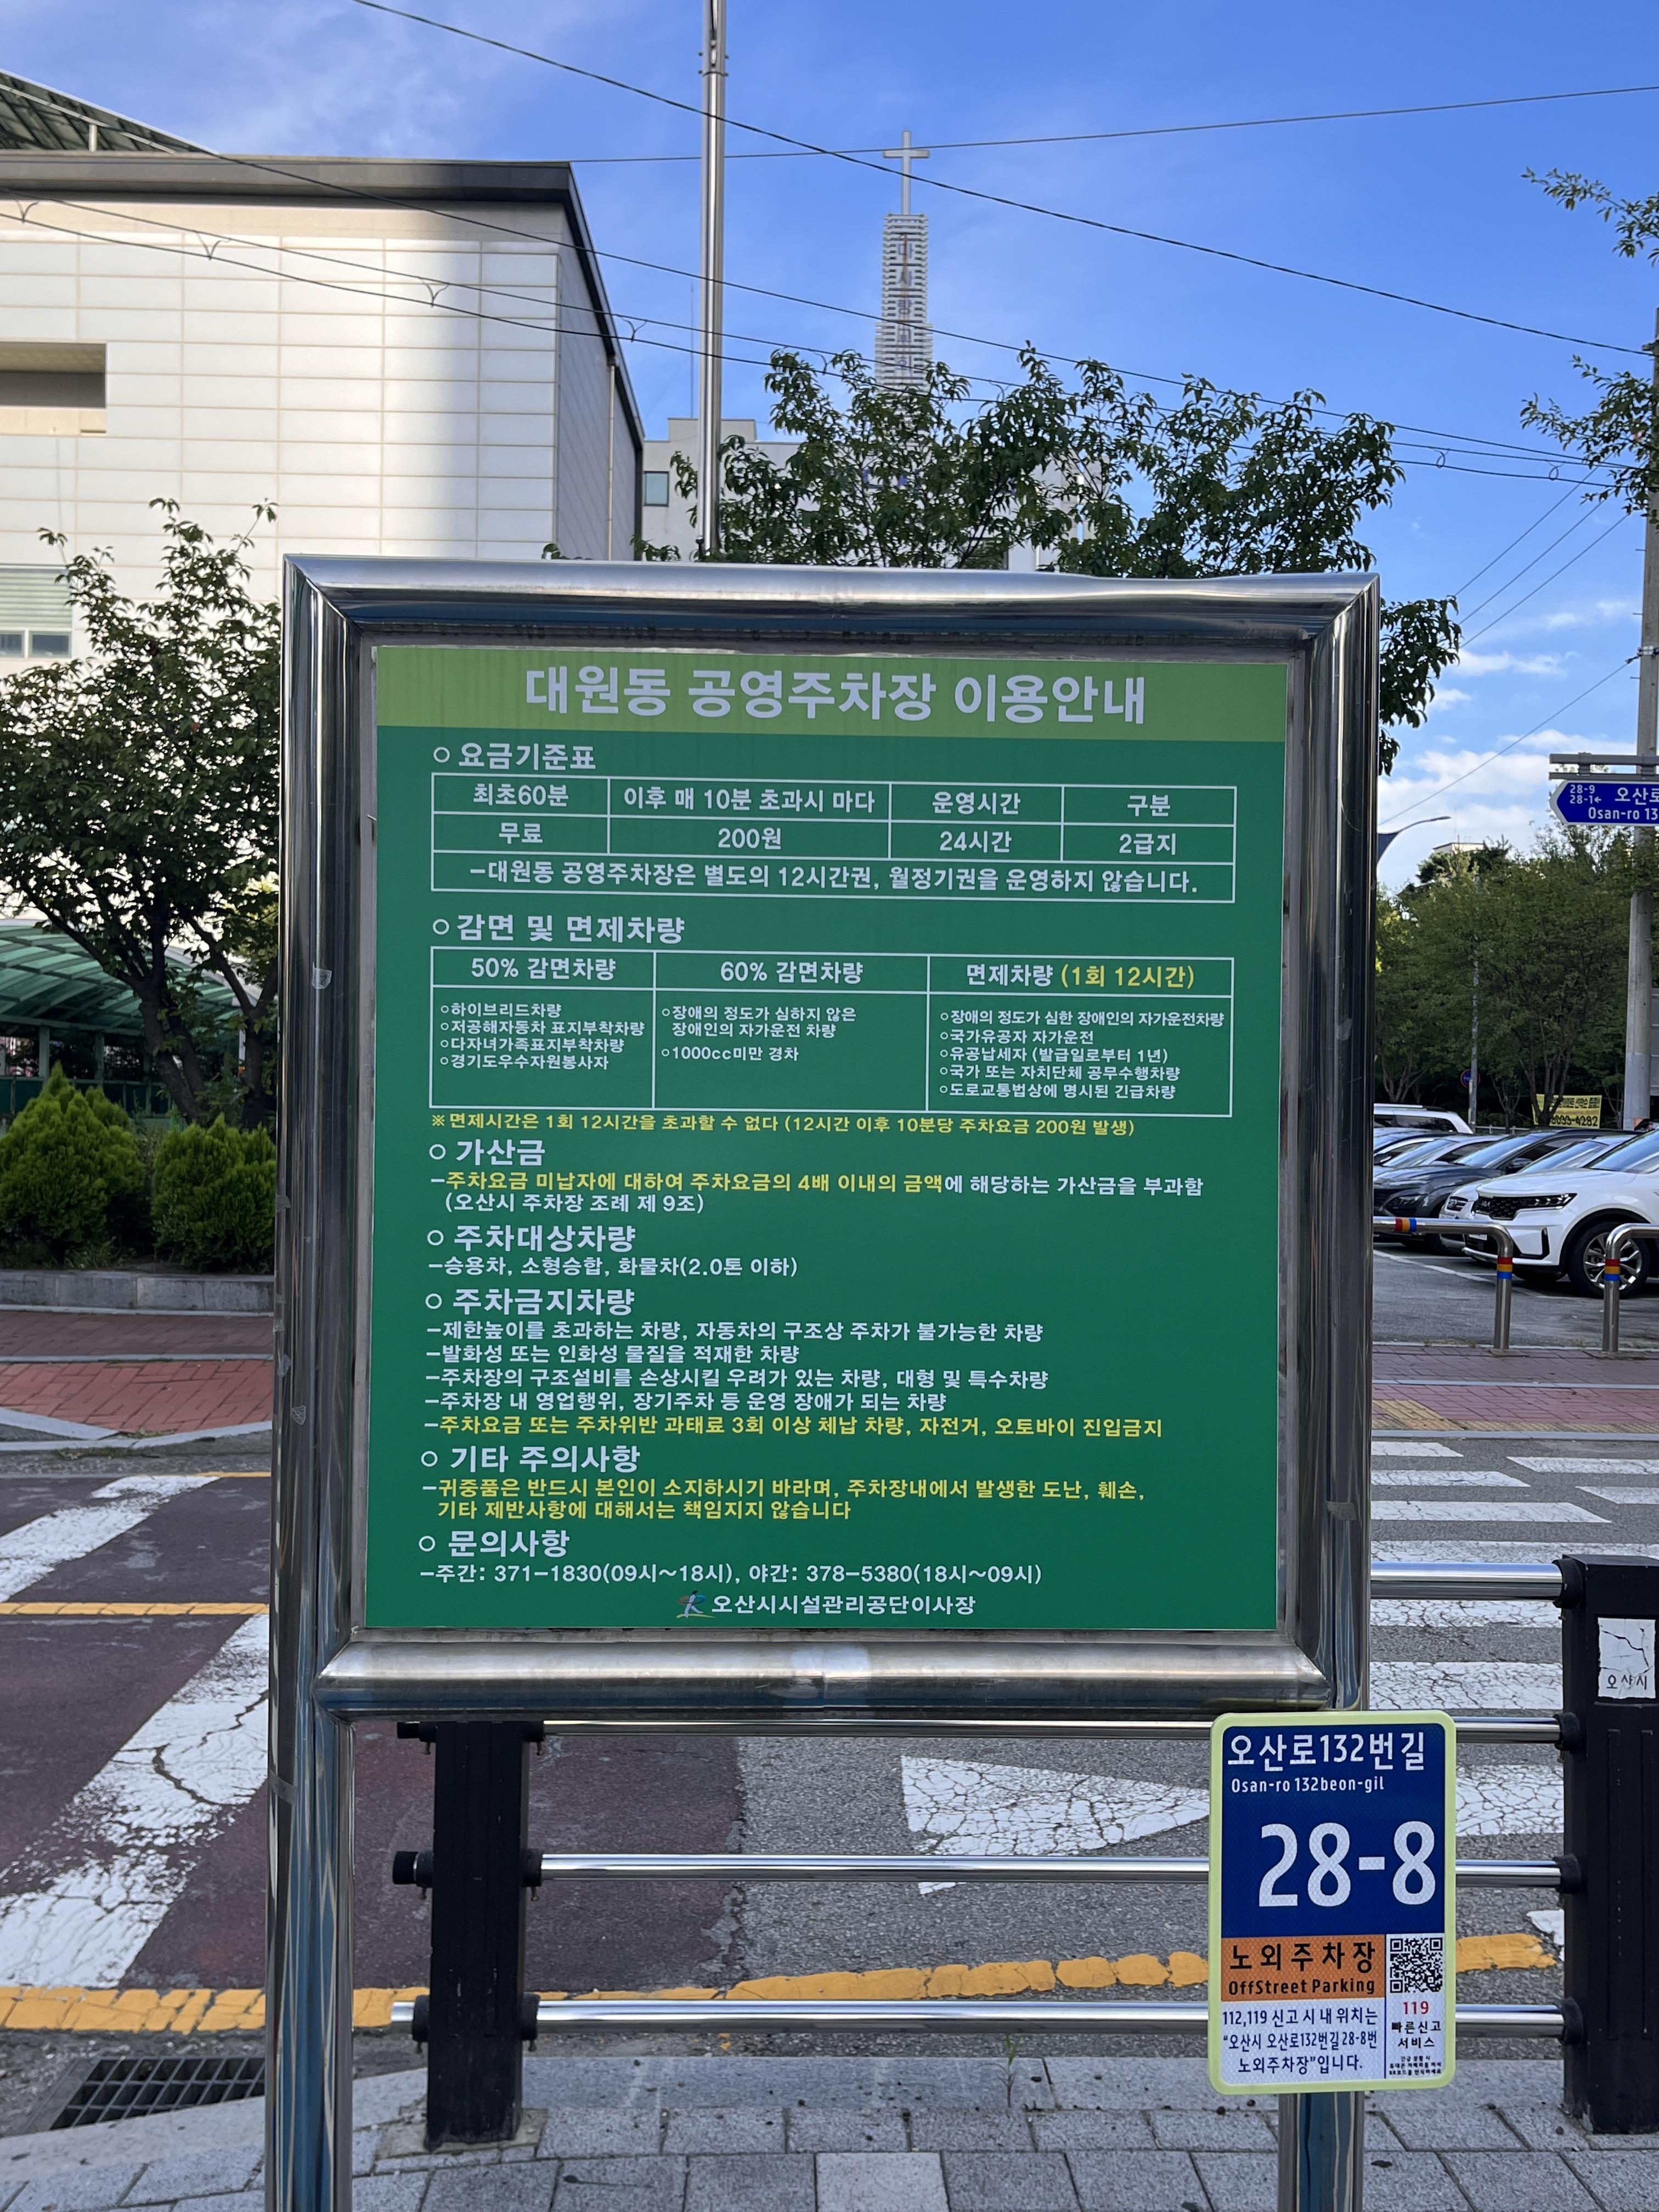 사랑교회
대원동 공영주차장 이용안내
○ 요금기준표
최초60분 이후 매 10분 초과시 마다 운영시간 구분
무료 200원 24시간 2급지
-대원동 공영주차장은 별도의 12시간권, 월정기권을 운영하지 않습니다.
○ 감면 및 면제차량
50% 감면차량 60% 감면차량 면제차량 (1회 12시간)
○하이브리드차량
○저공해자동차 표지부착차량
○다자녀가족표지부착차량
○경기도우수자원봉사자
○장애의 정도가 심하지 않은
장애인의 자가운전 차량
○1000cc미만 경차
○장애의 정도가 심한 장애인의 자가운전차량
○국가유공자 자가운전
○유공납세자 (발급일로부터 1년)
○국가 또는 자치단체 공무수행차량
○도로교통법상에 명시된 긴급차량
※면제시간은 1회 12시간을 초과할 수 없다 (12시간 이후 10분당 주차요금 200원 발생)
○ 가산금
-주차요금 미납자에 대하여 주차요금의 4배 이내의 금액에 해당하는 가산금을 부과함
(오산시 주차장 조례 제 9조)
○ 주차대상차량
-승용차, 소형승합, 화물차(2.0톤 이하)
○ 주차금지차량
-제한높이를 초과하는 차량, 자동차의 구조상 주차가 불가능한 차량
-발화성 또는 인화성 물질을 적재한 차량
-주차장의 구조설비를 손상시킬 우려가 있는 차량, 대형 및 특수차량
-주차장 내 영업행위, 장기주차 등 운영 장애가 되는 차량
-주차요금 또는 주차위반 과태료 3회 이상 체납 차량, 자전거, 오토바이 진입금지
○ 기타 주의사항
-귀중품은 반드시 본인이 소지하시기 바라며, 주차장내에서 발생한 도난, 훼손,
기타 제반사항에 대해서는 책임지지 않습니다
○ 문의사항
-주간: 371-1830(09시~18시), 야간: 378-5380(18시~09시)
오산시시설관리공단이사장
28-9
28-1←
오산로
Osan-ro 13
오산시
오산로132번길
Osan-ro 132beon-gil
28-8
노외주차장
OffStreet Parking
112,119 신고 시 내 위치는
"오산시 오산로132번길 28-8번
노외주차장"입니다.
119
빠른신고
서비스